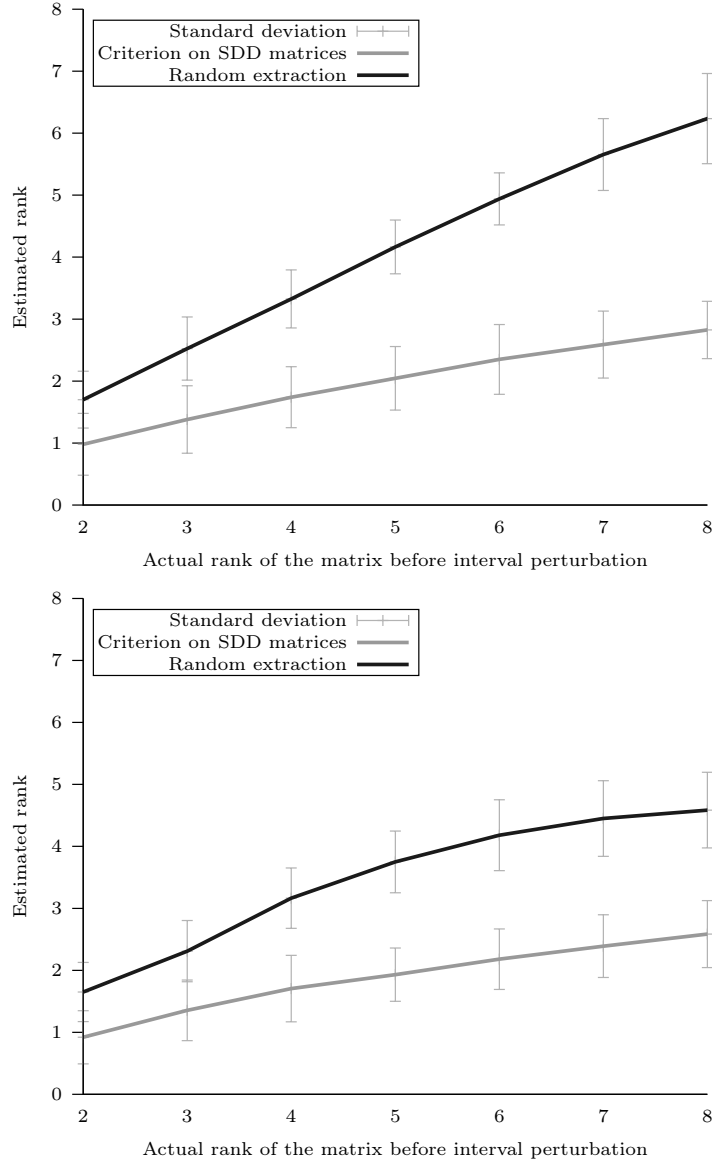 8
7
6
5
4
3
2
1
0
Estimated rank
Standard deviation
Criterion on SDD matrices
Random extraction
2 3 4 5 6 7 8
Actual rank of the matrix before interval perturbation
8
7
6
5
4
3
2
1
0
Estimated rank
Standard deviation
Criterion on SDD matrices
Random extraction
2 3 4 5 6 7 8
Actual rank of the matrix before interval perturbation